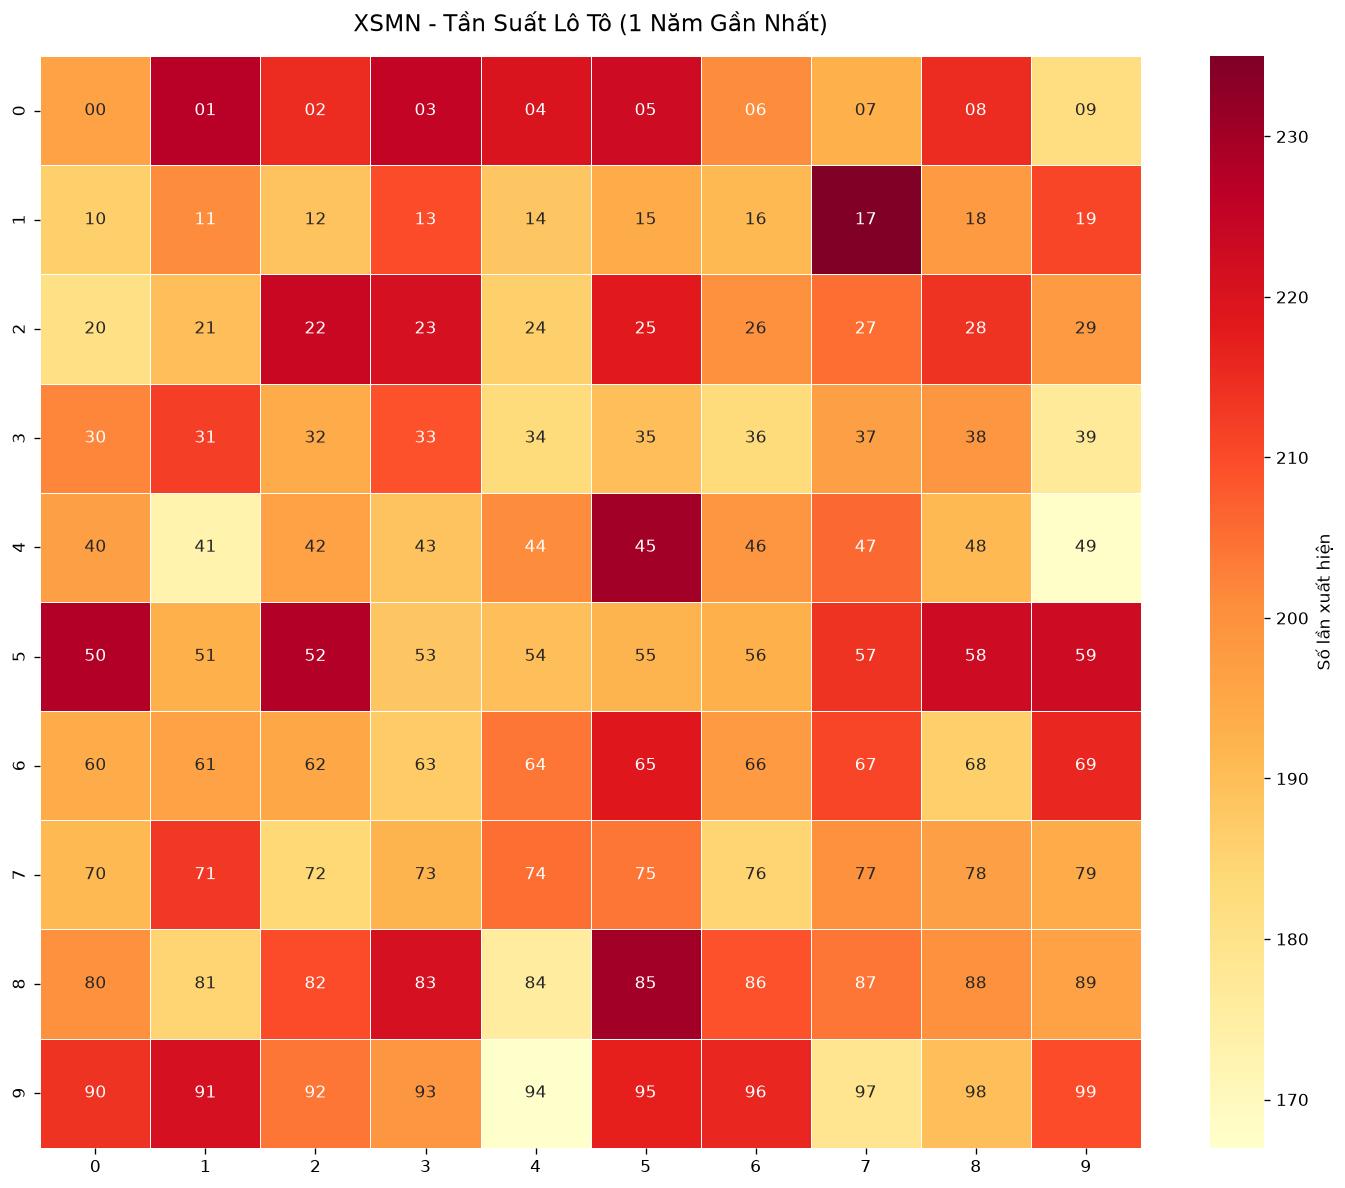 XSMN - Tần Suất Lô Tô (1 Năm Gần Nhất)
0 00 01 02 03 04 05 06 07 08 09
1 10 11 12 13 14 15 16 17 18 19
2 20 21 22 23 24 25 26 27 28 29
3 30 31 32 33 34 35 36 37 38 39
4 40 41 42 43 44 45 46 47 48 49
5 50 51 52 53 54 55 56 57 58 59
6 60 61 62 63 64 65 66 67 68 69
7 70 71 72 73 74 75 76 77 78 79
8 80 81 82 83 84 85 86 87 88 89
9 90 91 92 93 94 95 96 97 98 99
0 1 2 3 4 5 6 7 8 9
230
220
210
200
190
180
170
Số lần xuất hiện